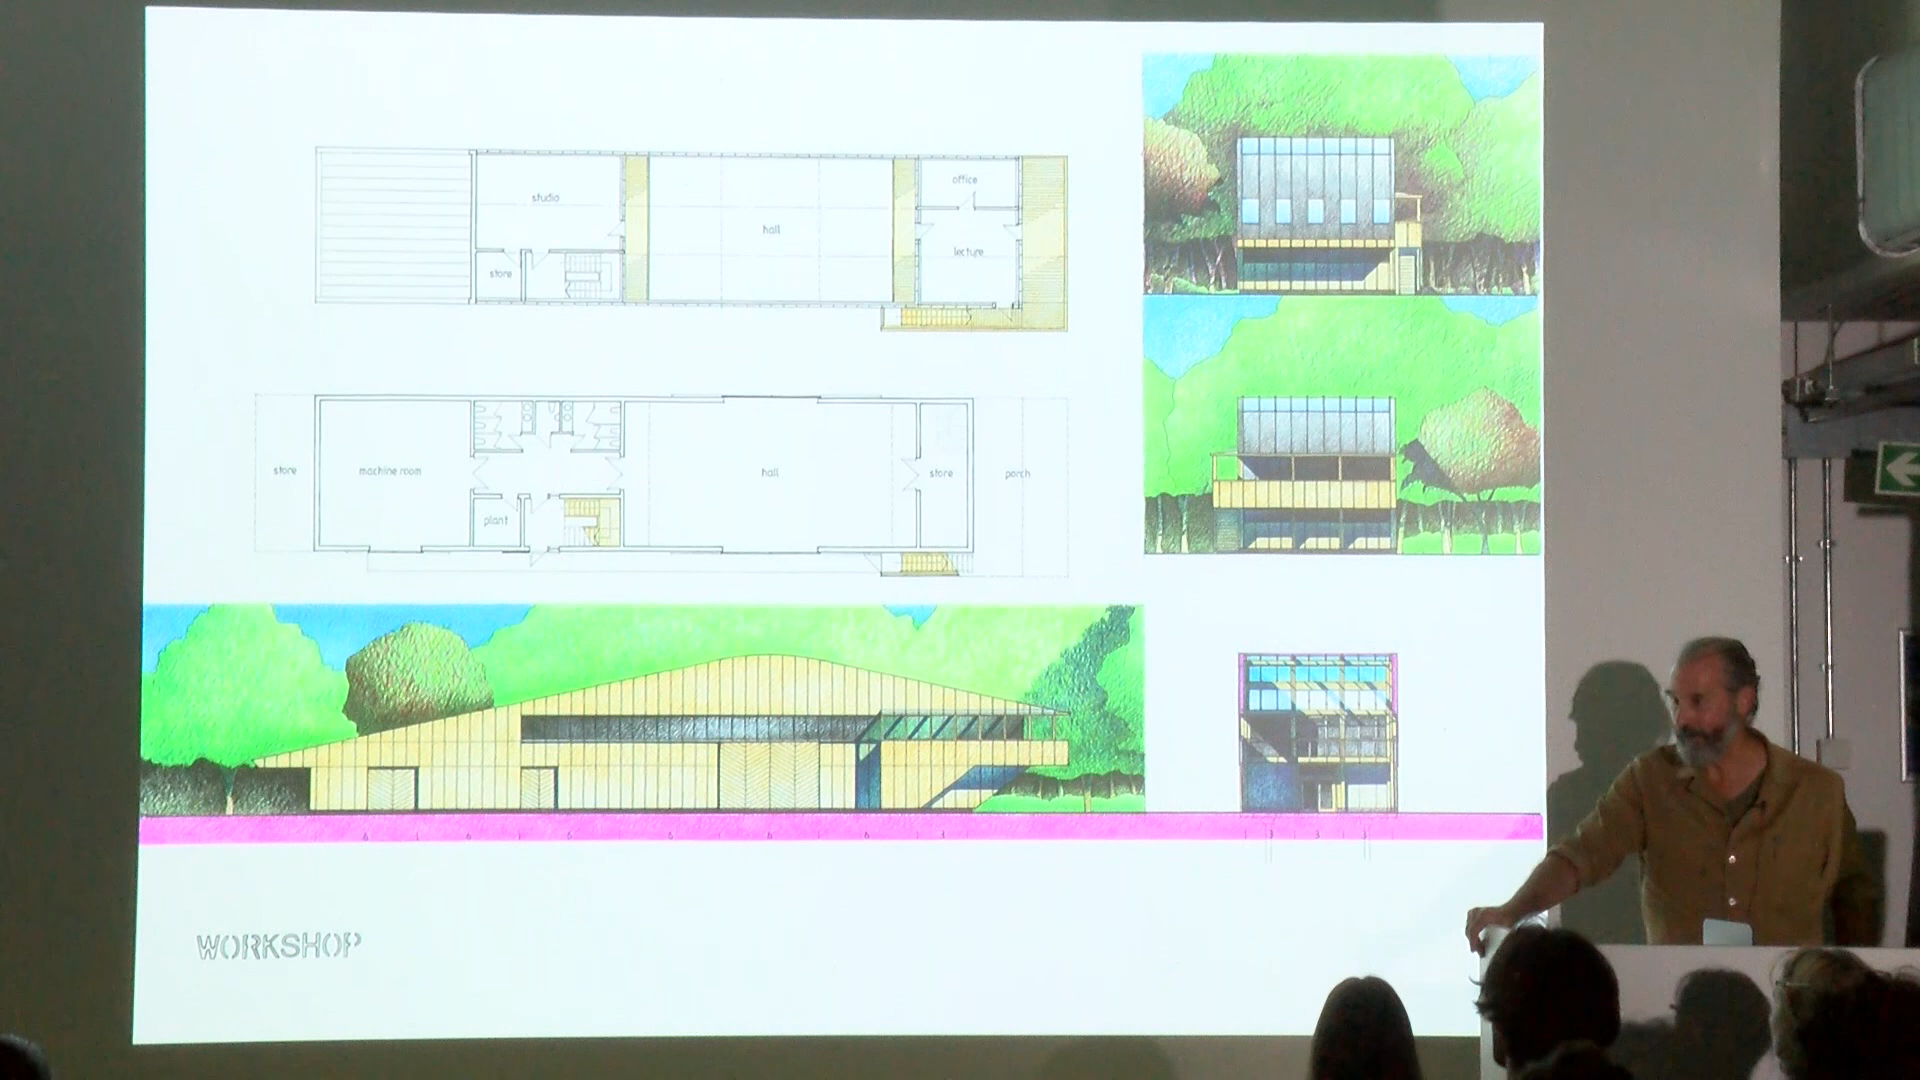 studio
office
hall
lecture
store
store
machine room
hall
store
porch
plant
WORKSHOP